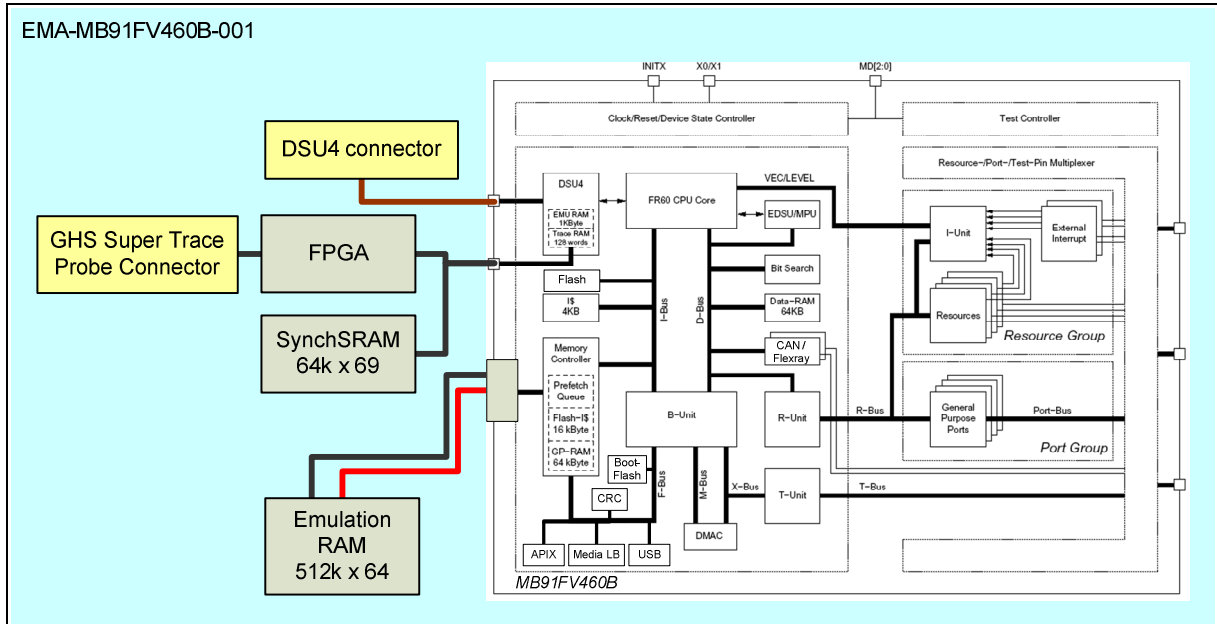 EMA-MB91FV460B-001
INITX
X0/X1
MD[2:0]
Clock/Reset/Device State Controller
Test Controller
DSU4 connector
Resource-/Port-/Test-Pin Multiplexer
DSU4
EMU RAM
1KByte
Trace RAM
128 words
FR60 CPU Core
VEC/LEVEL
EDSU/MPU
I-Unit
External
Interrupt
GHS Super Trace
Probe Connector
FPGA
Flash
I$
4KB
I-Bus
D-Bus
Bit Search
Data-RAM
64KB
Resources
Resource Group
SynchSRAM
64k x 69
Memory
Controller
Prefetch
Queue
Flash-I$
16 kByte
GP-RAM
64 kByte
CAN /
Flexray
B-Unit
R-Unit
R-Bus
General
Purpose
Ports
Port-Bus
Port Group
Boot-
Flash
F-Bus
M-Bus
X-Bus
T-Unit
T-Bus
CRC
DMAC
Emulation
RAM
512k x 64
APIX
Media LB
USB
MB91FV460B